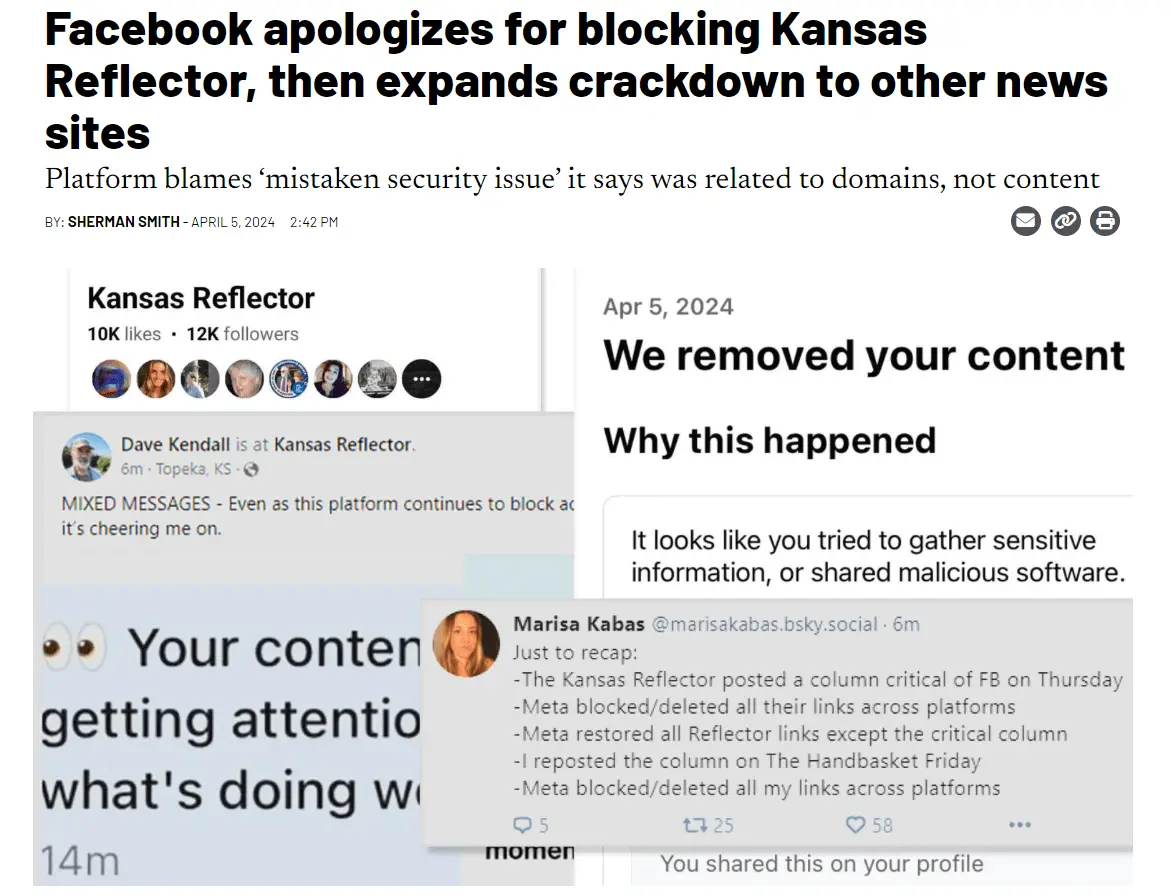 Facebook apologizes for blocking Kansas
Reflector, then expands crackdown to other news
sites
Platform blames ‘mistaken security issue’ it says was related to domains, not content
BY: SHERMAN SMITH - APRIL 5, 2024 2:42 PM
Kansas Reflector
10K likes • 12K followers
Dave Kendall is at Kansas Reflector.
6m · Topeka, KS ·
MIXED MESSAGES - Even as this platform continues to block
it's cheering me on.
👀 Your conten
getting attentio
what's doing
14m
Apr 5, 2024
We removed your content
Why this happened
It looks like you tried to gather sensitive
information, or shared malicious software.
Marisa Kabas @marisakabas.bsky.social · 6m
Just to recap:
-The Kansas Reflector posted a column critical of FB on Thursday
-Meta blocked/deleted all their links across platforms
-Meta restored all Reflector links except the critical column
-I reposted the column on The Handbasket Friday
-Meta blocked/deleted all my links across platforms
5 25 58
momen
You shared this on your profile